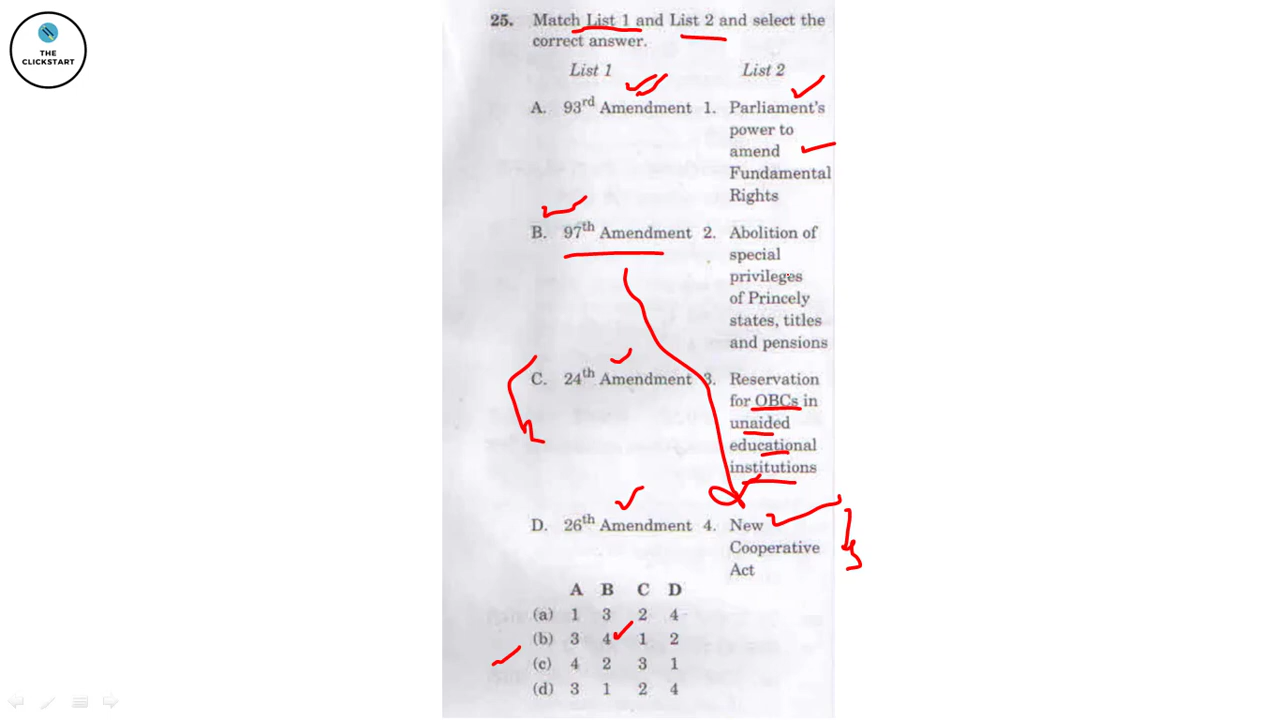 THE
CLICKSTART
25. Match List 1 and List 2 and select the
correct answer.
List 1 List 2
A. 93rd Amendment 1. Parliament's
power to
amend
Fundamental
Rights
B. 97th Amendment 2. Abolition of
special
privileges
of Princely
states, titles
and pensions
C. 24th Amendment 3. Reservation
for OBCs in
unaided
educational
institutions
D. 26th Amendment 4. New
Cooperative
Act
A B C D
(a) 1 3 2 4
(b) 3 4 1 2
(c) 4 2 3 1
(d) 3 1 2 4